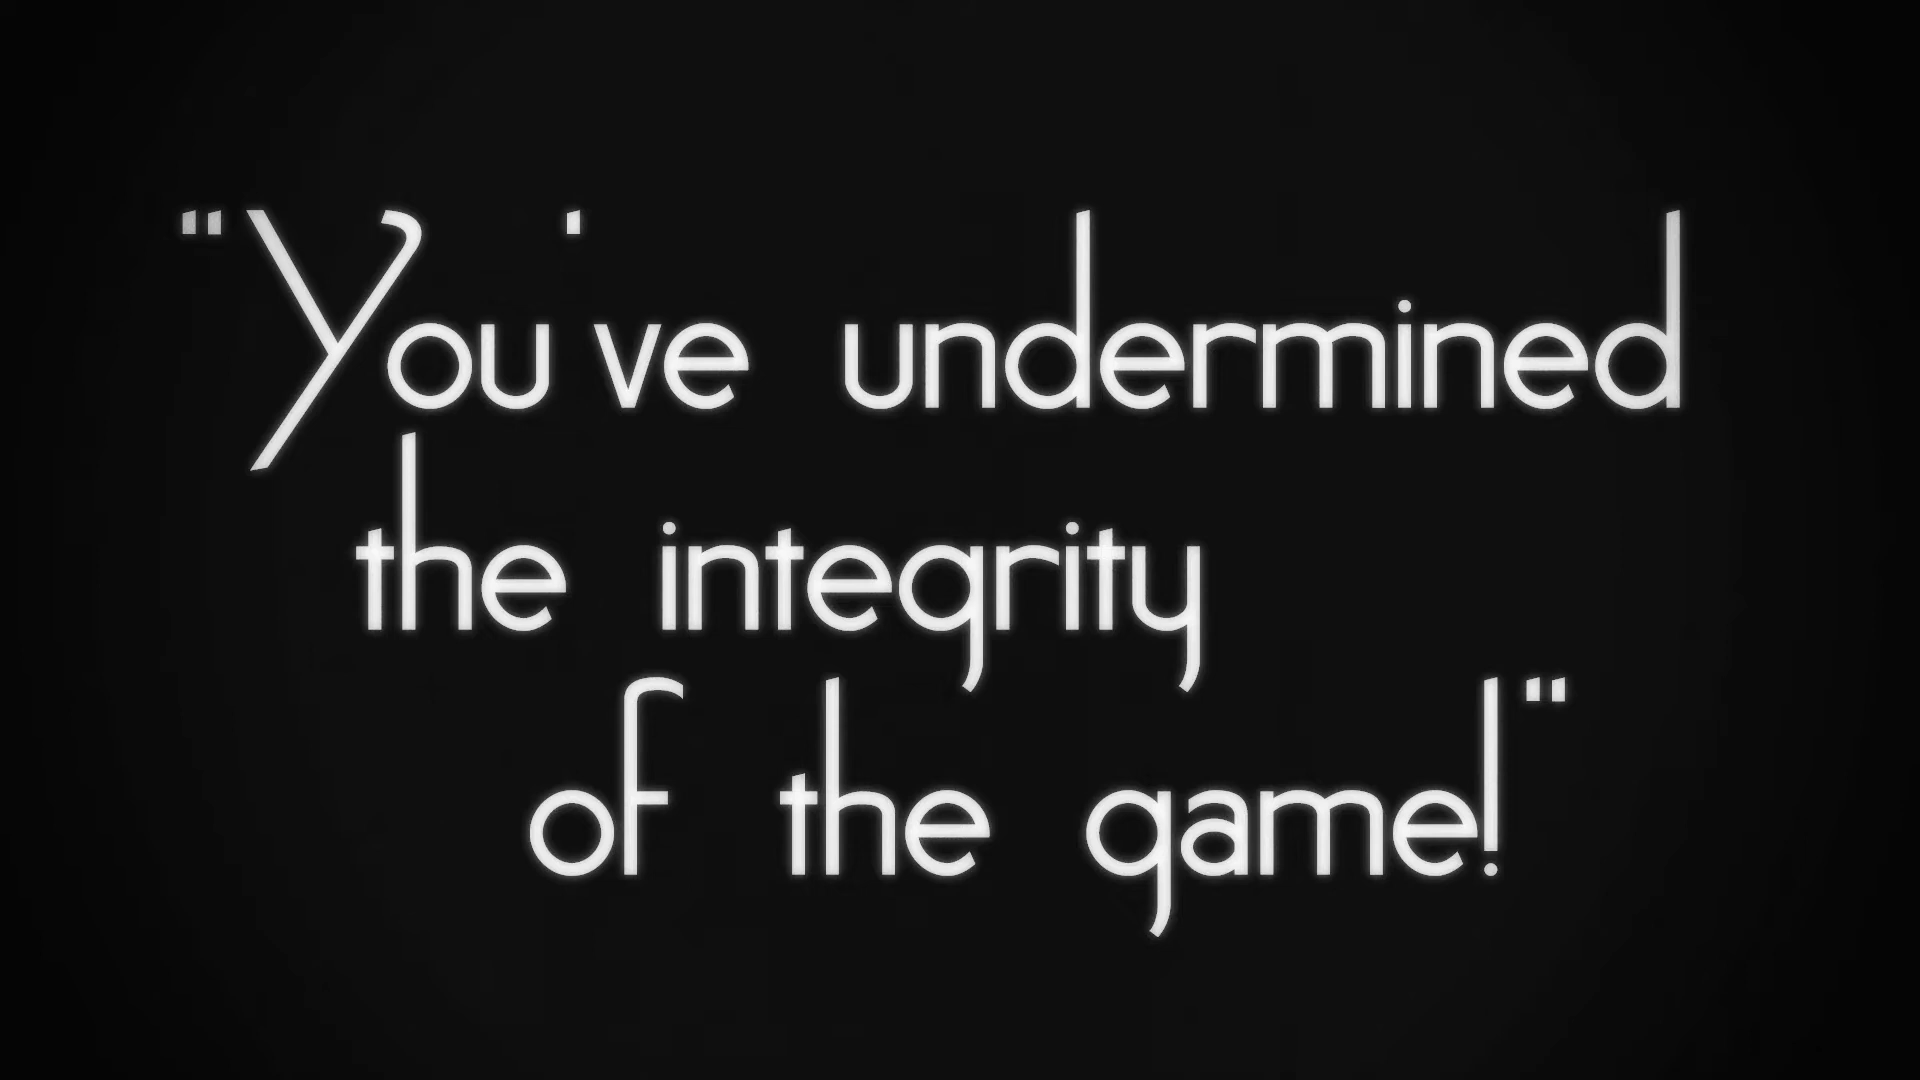 "You've undermined
the integrity
of the game!"